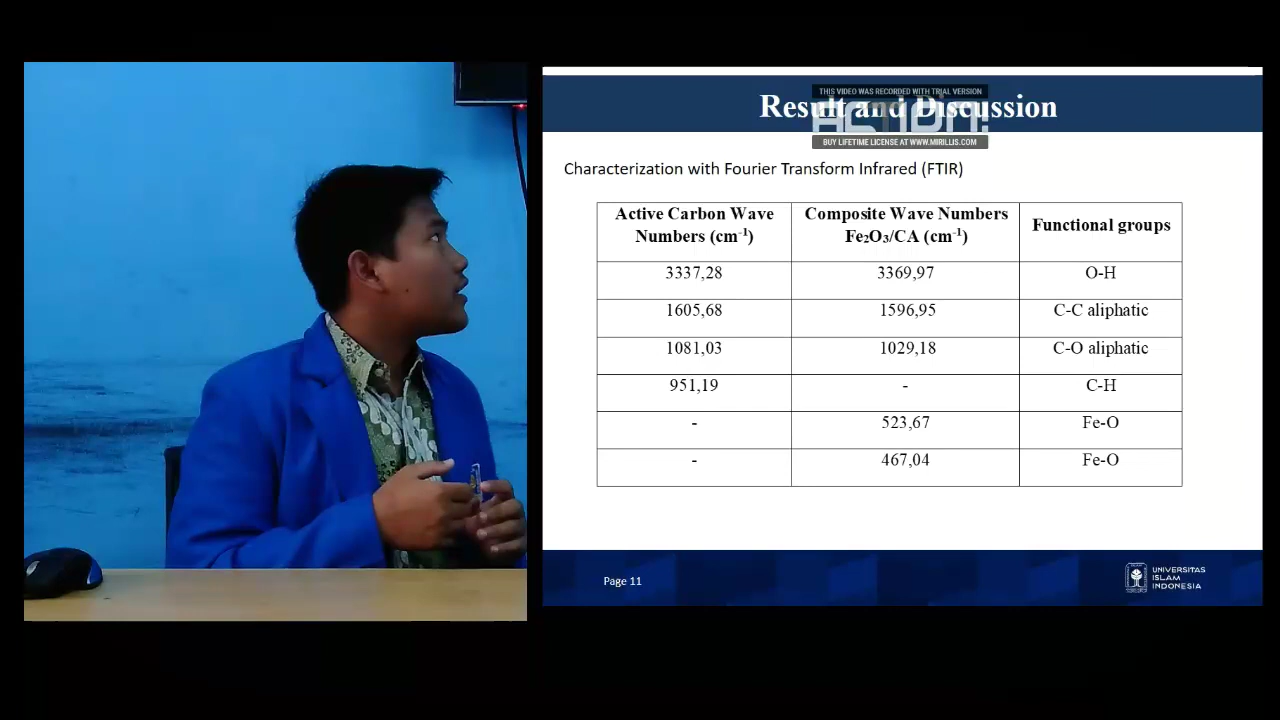 THIS VIDEO WAS RECORDED WITH TRIAL VERSION
Result and Discussion
ACTION!
BUY LIFETIME LICENSE AT WWW.MIRILLIS.COM
Characterization with Fourier Transform Infrared (FTIR)
Active Carbon Wave Numbers (cm⁻¹) Composite Wave Numbers Fe₂O₃/CA (cm⁻¹) Functional groups
3337,28 3369,97 O-H
1605,68 1596,95 C-C aliphatic
1081,03 1029,18 C-O aliphatic
951,19 - C-H
- 523,67 Fe-O
- 467,04 Fe-O
Page 11
UNIVERSITAS
ISLAM
INDONESIA